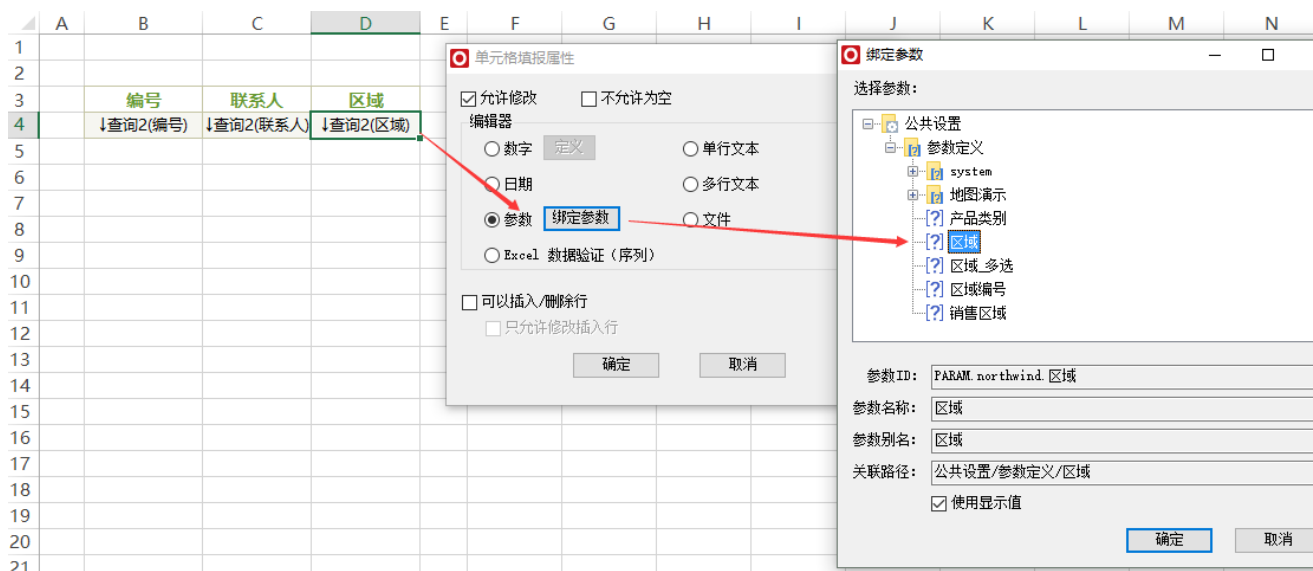 A B C D E F G H I J K L M N
1
2
3 编号 联系人 区域
4 ↓查询2(编号) ↓查询2(联系人) ↓查询2(区域)
5
6
7
8
9
10
11
12
13
14
15
16
17
18
19
20
21
单元格填报属性
允许修改 不允许为空
编辑器
数字 定义 单行文本
日期 多行文本
参数 绑定参数 文件
Excel 数据验证（序列）
可以插入/删除行
只允许修改插入行
确定 取消
绑定参数
选择参数：
公共设置
参数定义
system
地图演示
产品类别
区域
区域_多选
区域编号
销售区域
参数ID： PARAM.northwind.区域
参数名称： 区域
参数别名： 区域
关联路径： 公共设置/参数定义/区域
使用显示值
确定 取消